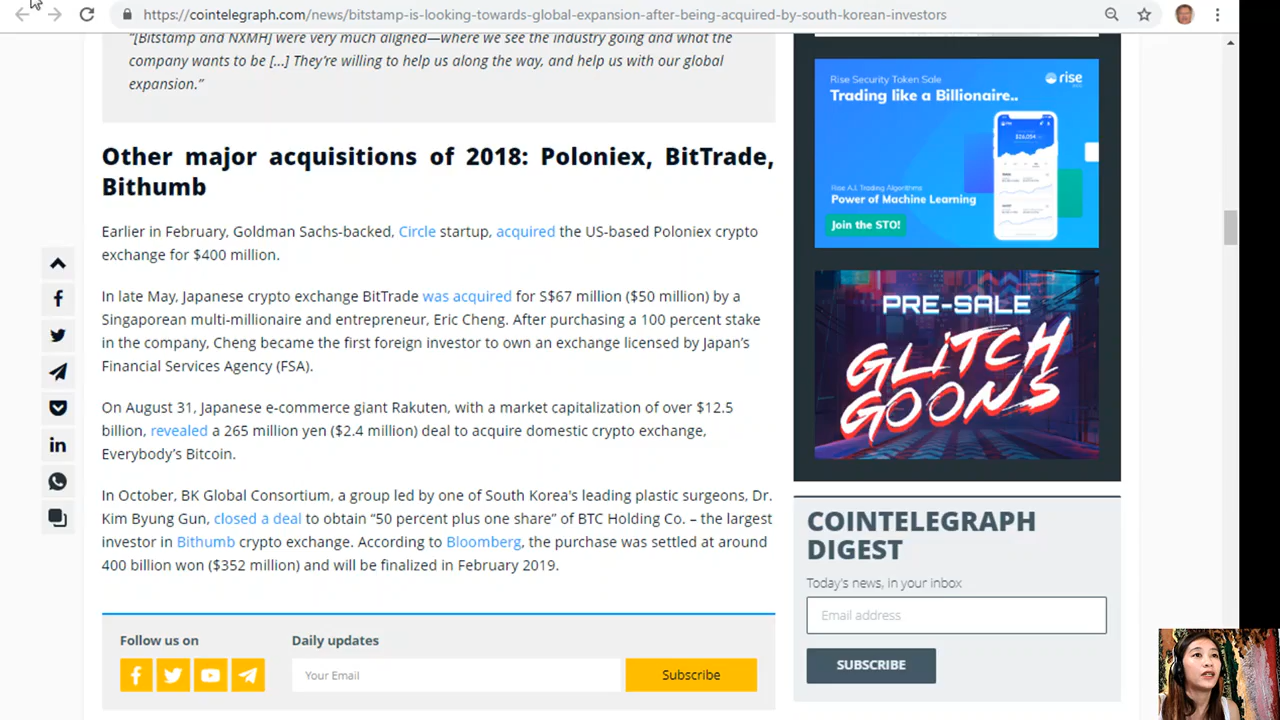 https://cointelegraph.com/news/bitstamp-is-looking-towards-global-expansion-after-being-acquired-by-south-korean-investors
“[Bitstamp and NXMH] were very much aligned—where we see the industry going and what the
company wants to be [...] They’re willing to help us along the way, and help us with our global
expansion.”
Other major acquisitions of 2018: Poloniex, BitTrade,
Bithumb
Earlier in February, Goldman Sachs-backed, Circle startup, acquired the US-based Poloniex crypto
exchange for $400 million.
In late May, Japanese crypto exchange BitTrade was acquired for S$67 million ($50 million) by a
Singaporean multi-millionaire and entrepreneur, Eric Cheng. After purchasing a 100 percent stake
in the company, Cheng became the first foreign investor to own an exchange licensed by Japan’s
Financial Services Agency (FSA).
On August 31, Japanese e-commerce giant Rakuten, with a market capitalization of over $12.5
billion, revealed a 265 million yen ($2.4 million) deal to acquire domestic crypto exchange,
Everybody’s Bitcoin.
In October, BK Global Consortium, a group led by one of South Korea's leading plastic surgeons, Dr.
Kim Byung Gun, closed a deal to obtain “50 percent plus one share” of BTC Holding Co. – the largest
investor in Bithumb crypto exchange. According to Bloomberg, the purchase was settled at around
400 billion won ($352 million) and will be finalized in February 2019.
Follow us on
Daily updates
Your Email
Subscribe
Rise Security Token Sale
rise
Trading like a Billionaire..
$26,054
Rise A.I. Trading Algorithms
Power of Machine Learning
Join the STO!
PRE-SALE
GLITCH
GOONS
COINTELEGRAPH
DIGEST
Today's news, in your inbox
Email address
SUBSCRIBE